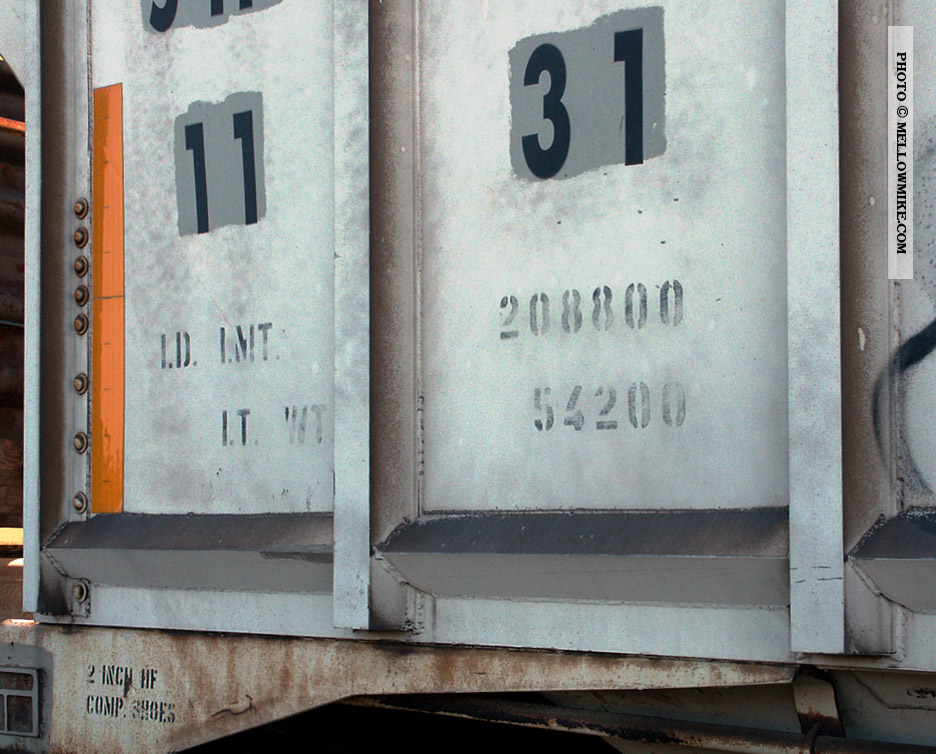 11 31
LD. LMT. 208800
LT. WT. 54200
2 INCH HF
COMP. SHOES
PHOTO © MELLOWMIKE.COM